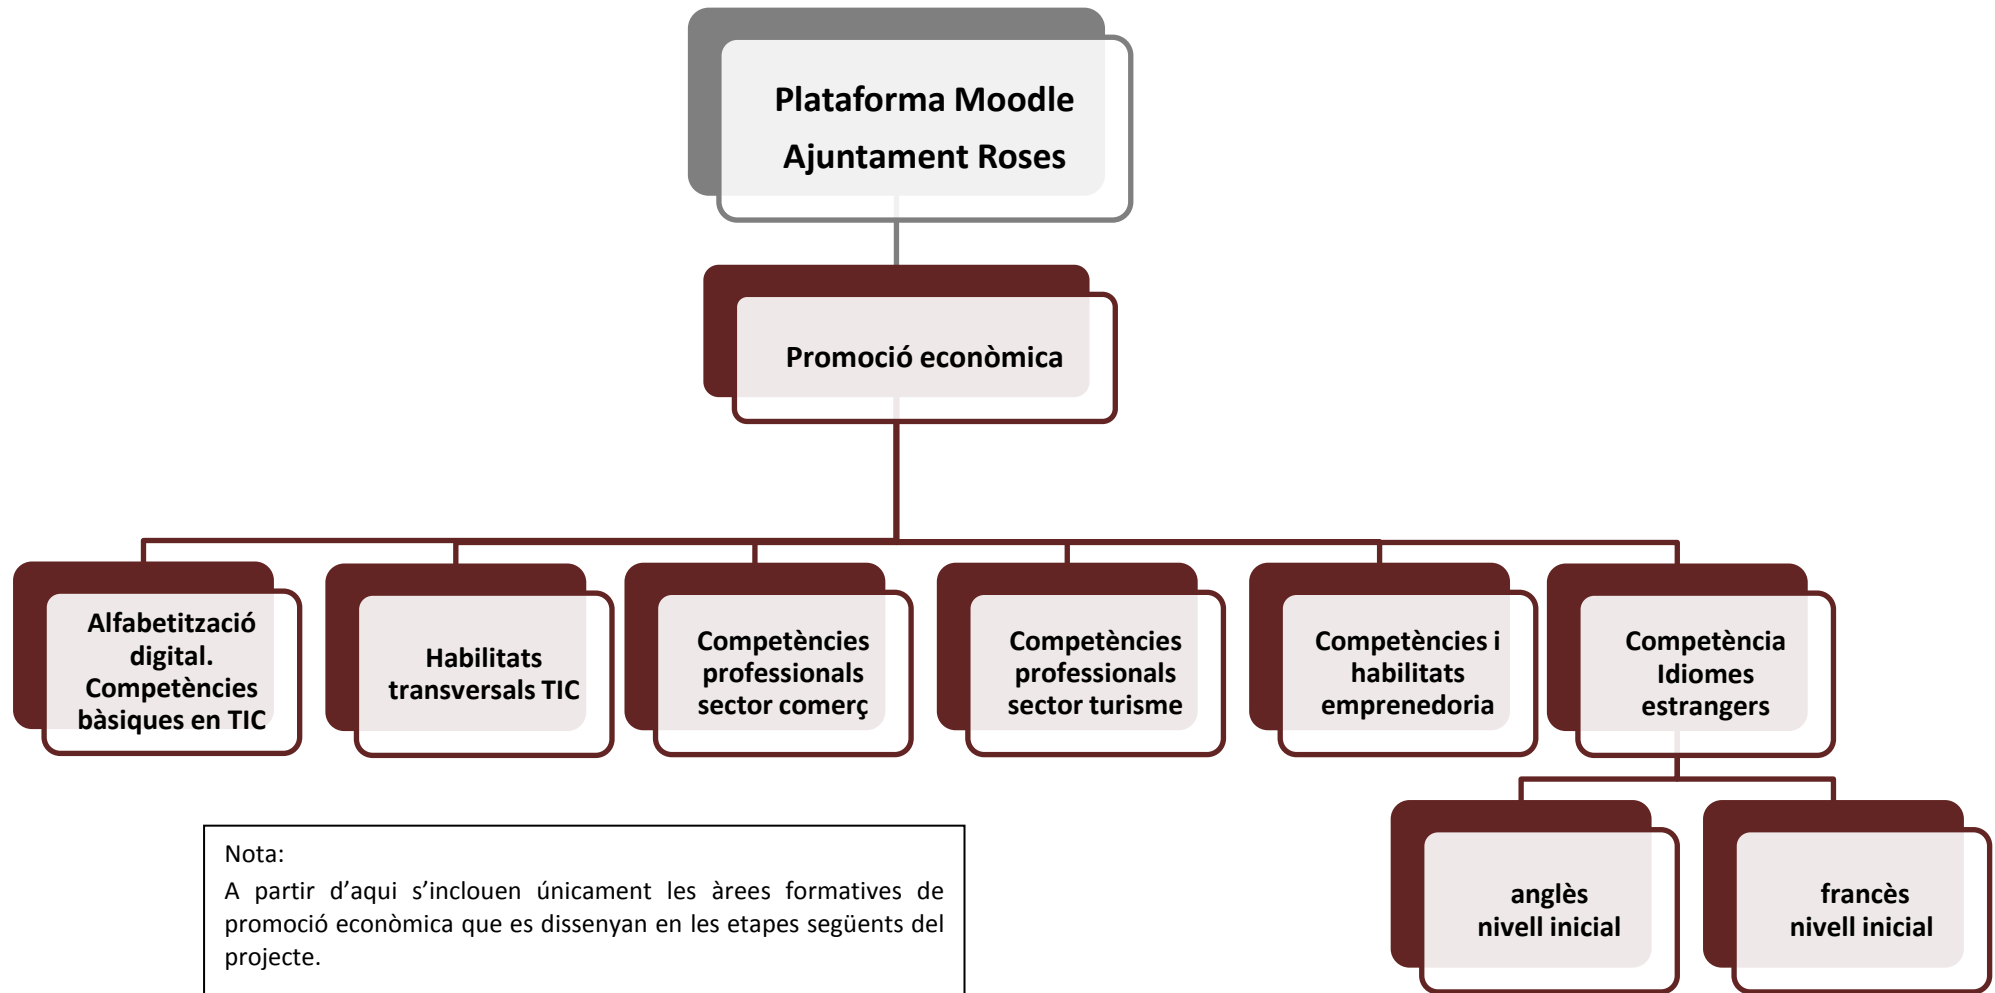 Plataforma Moodle
Ajuntament Roses
Promoció econòmica
Alfabetització
digital.
Competències
bàsiques en TIC
Habilitats
transversals TIC
Competències
professionals
sector comerç
Competències
professionals
sector turisme
Competències i
habilitats
emprenedoria
Competència
Idiomes
estrangers
anglès
nivell inicial
francès
nivell inicial
Nota:
A partir d’aqui s’inclouen únicament les àrees formatives de
promoció econòmica que es dissenyan en les etapes següents del
projecte.